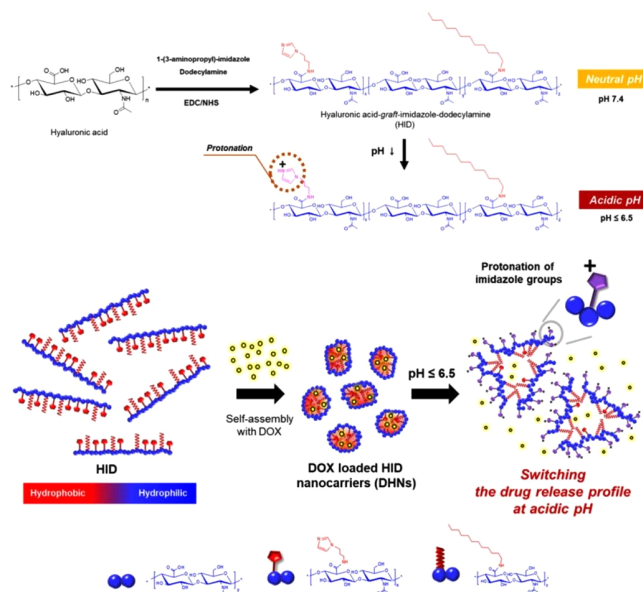 1-(3-aminopropyl)-imidazole
Dodecylamine
EDC/NHS
Neutral pH
pH 7.4
Hyaluronic acid
Hyaluronic acid-graft-imidazole-dodecylamine
(HID)
Protonation
+
pH ↓
Acidic pH
pH ≤ 6.5
Protonation of
imidazole groups
+
Self-assembly
with DOX
pH ≤ 6.5
HID
Hydrophobic
Hydrophilic
DOX loaded HID
nanocarriers (DHNs)
Switching
the drug release profile
at acidic pH